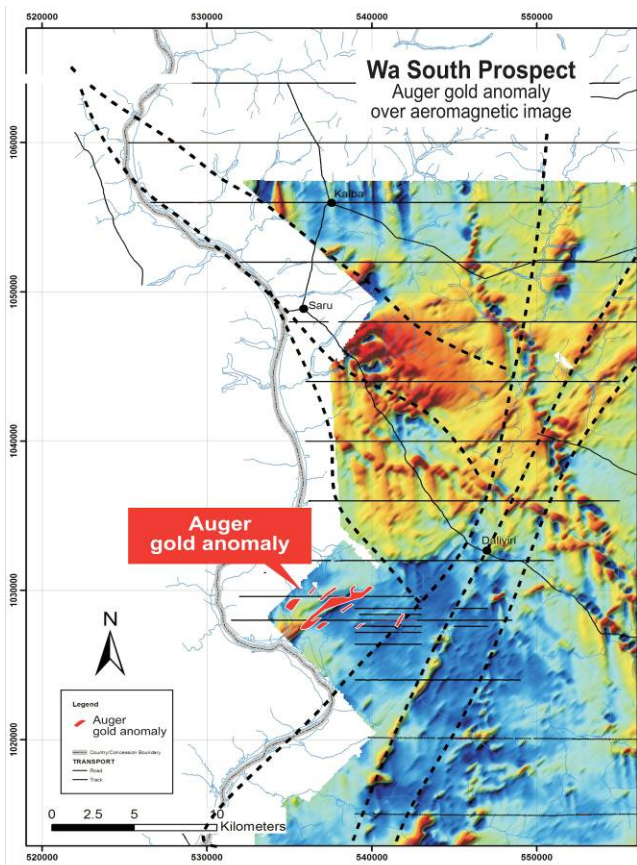 520000 530000 540000 550000
Wa South Prospect
Auger gold anomaly
over aeromagnetic image
1060000
Kalba
1050000
Saru
1040000
Auger
gold anomaly
Daliyiri
1030000
N
Legend
Auger
gold anomaly
Country/Concession Boundary
TRANSPORT
Road
Track
1020000
0 2.5 5 10
Kilometers
520000 530000 540000 550000